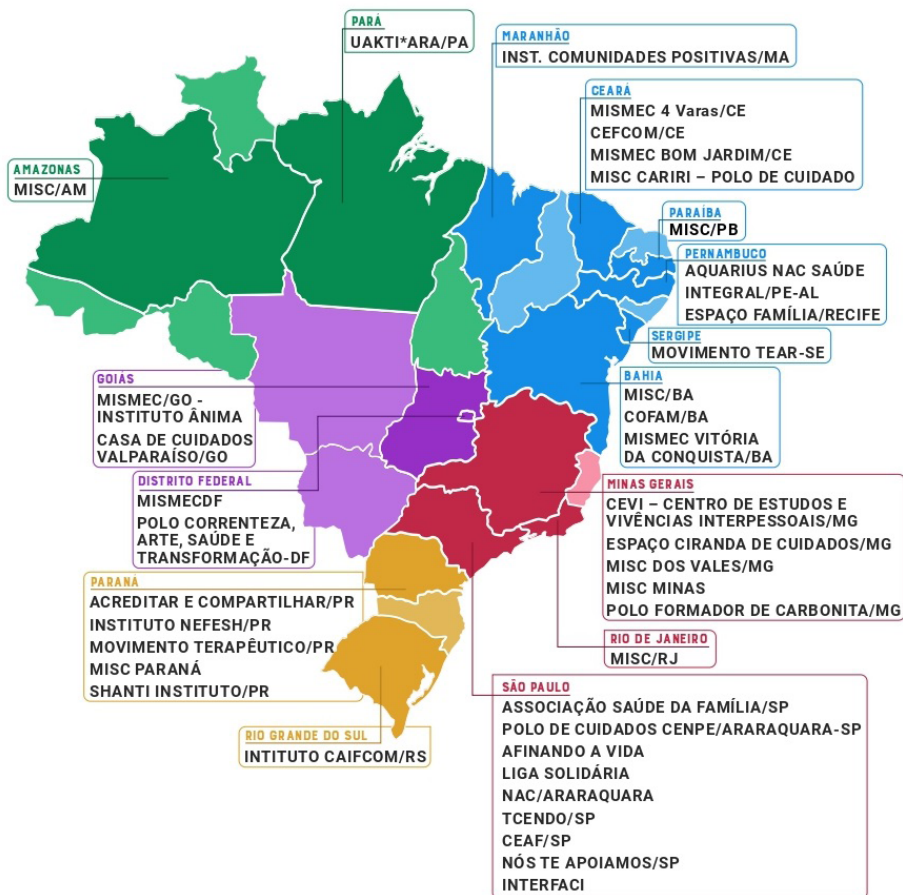 PARÁ
UAKTI*ARA/PA
MARANHÃO
INST. COMUNIDADES POSITIVAS/MA
CEARÁ
MISMEC 4 Varas/CE
CEFCOM/CE
MISMEC BOM JARDIM/CE
MISC CARIRI – POLO DE CUIDADO
AMAZONAS
MISC/AM
PARAÍBA
MISC/PB
PERNAMBUCO
AQUARIUS NAC SAÚDE
INTEGRAL/PE-AL
ESPAÇO FAMÍLIA/RECIFE
SERGIPE
MOVIMENTO TEAR-SE
BAHIA
MISC/BA
COFAM/BA
MISMEC VITÓRIA
DA CONQUISTA/BA
GOIÁS
MISMEC/GO -
INSTITUTO ÂNIMA
CASA DE CUIDADOS
VALPARAÍSO/GO
DISTRITO FEDERAL
MISMECDF
POLO CORRENTEZA,
ARTE, SAÚDE E
TRANSFORMAÇÃO-DF
MINAS GERAIS
CEVI – CENTRO DE ESTUDOS E
VIVÊNCIAS INTERPESSOAIS/MG
ESPAÇO CIRANDA DE CUIDADOS/MG
MISC DOS VALES/MG
MISC MINAS
POLO FORMADOR DE CARBONITA/MG
PARANÁ
ACREDITAR E COMPARTILHAR/PR
INSTITUTO NEFESH/PR
MOVIMENTO TERAPÊUTICO/PR
MISC PARANÁ
SHANTI INSTITUTO/PR
RIO DE JANEIRO
MISC/RJ
RIO GRANDE DO SUL
INTITUTO CAIFCOM/RS
SÃO PAULO
ASSOCIAÇÃO SAÚDE DA FAMÍLIA/SP
POLO DE CUIDADOS CENPE/ARARAQUARA-SP
AFINANDO A VIDA
LIGA SOLIDÁRIA
NAC/ARARAQUARA
TCENDO/SP
CEAF/SP
NÓS TE APOIAMOS/SP
INTERFACI